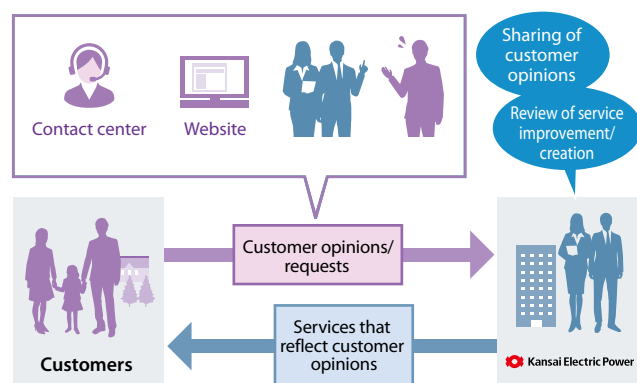 Contact center
Website
Sharing of
customer
opinions
Review of service
improvement/
creation
Customer opinions/
requests
Services that
reflect customer
opinions
Customers
Kansai Electric Power